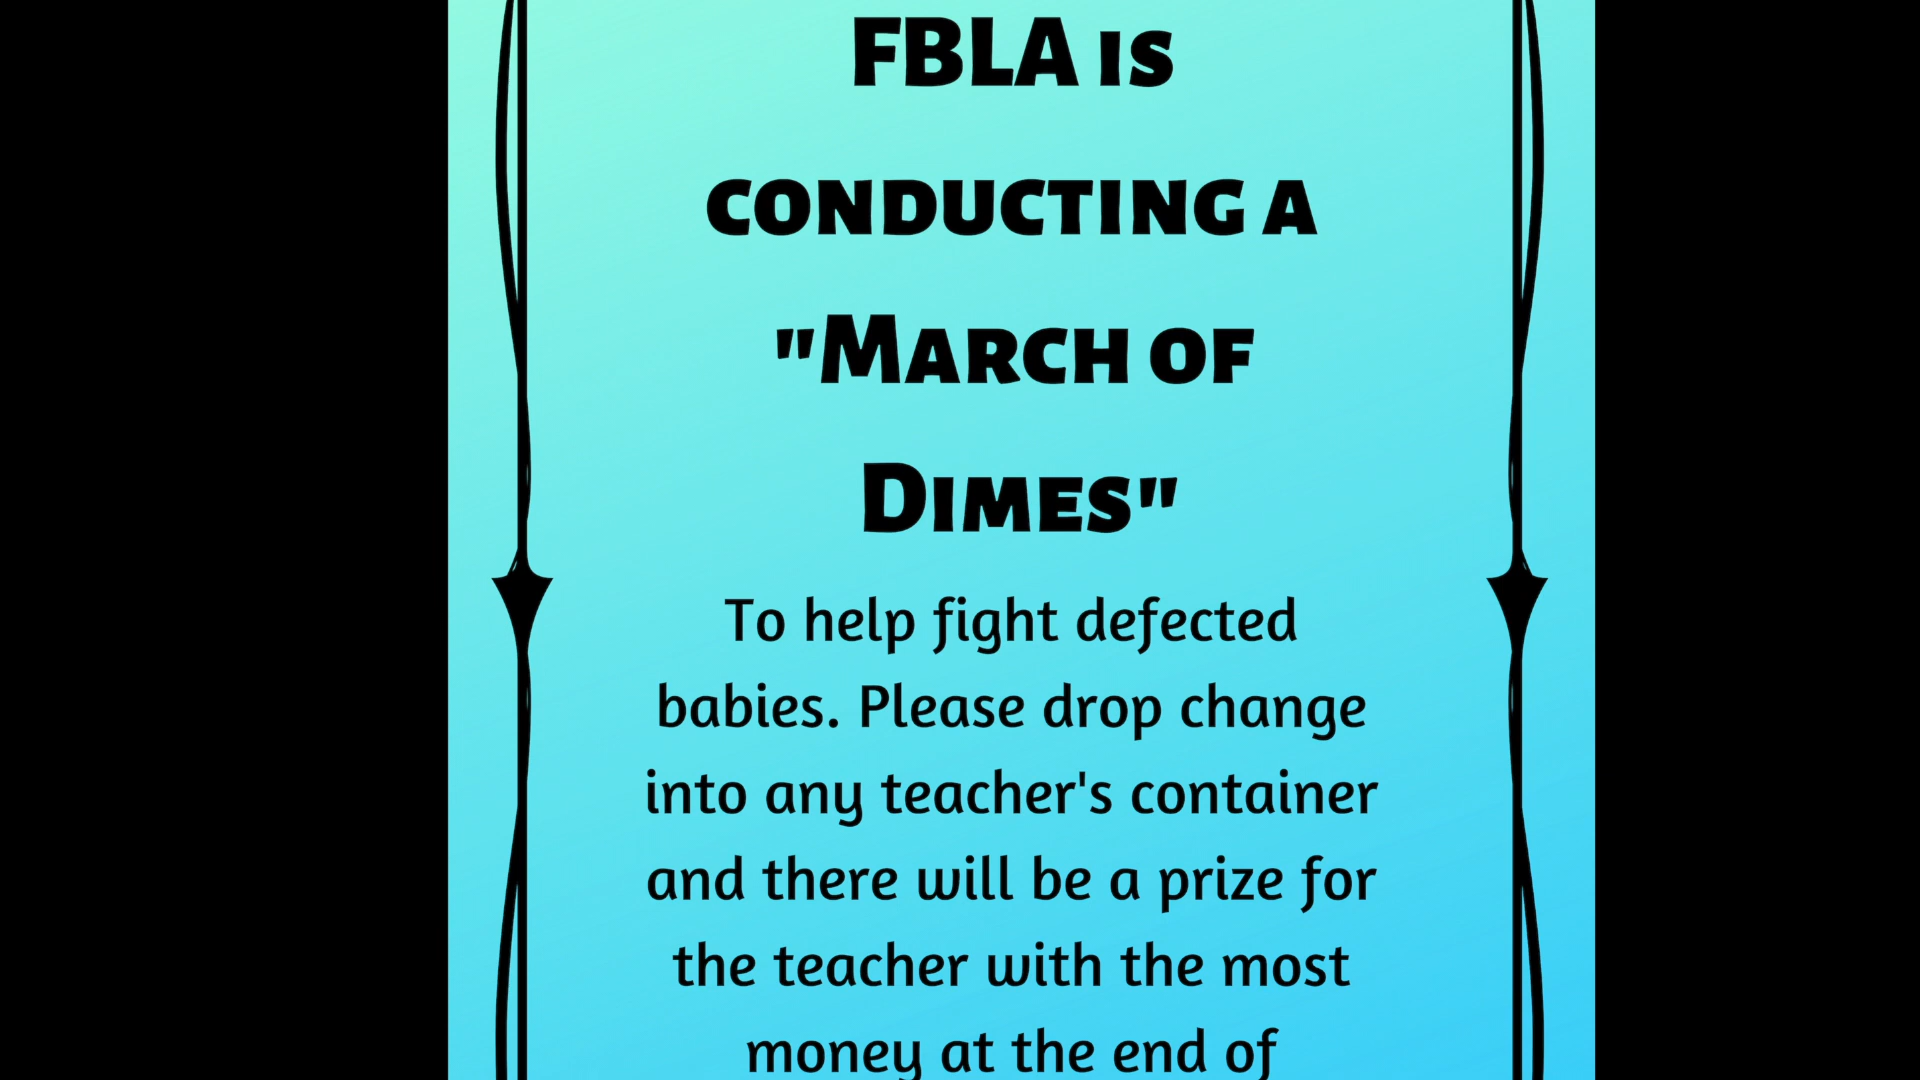 FBLA is
conducting a
"March of
Dimes"
To help fight defected
babies. Please drop change
into any teacher's container
and there will be a prize for
the teacher with the most
money at the end of